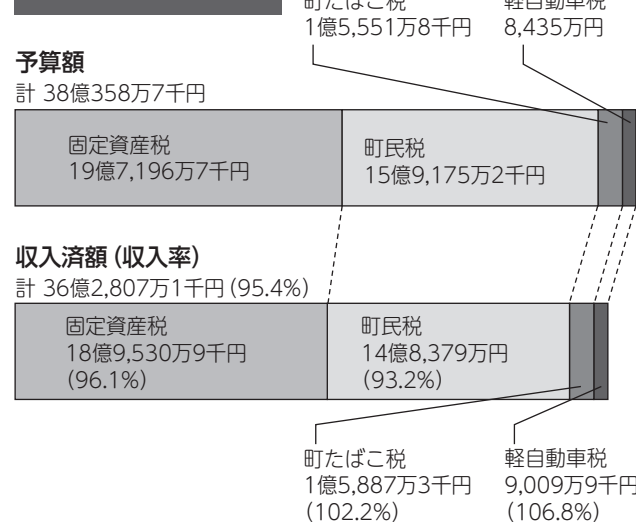 町たばこ税
1億5,551万8千円
軽自動車税
8,435万円
予算額
計 38億358万7千円
固定資産税
19億7,196万7千円
町民税
15億9,175万2千円
収入済額(収入率)
計 36億2,807万1千円(95.4%)
固定資産税
18億9,530万9千円
(96.1%)
町民税
14億8,379万円
(93.2%)
町たばこ税
1億5,887万3千円
(102.2%)
軽自動車税
9,009万9千円
(106.8%)